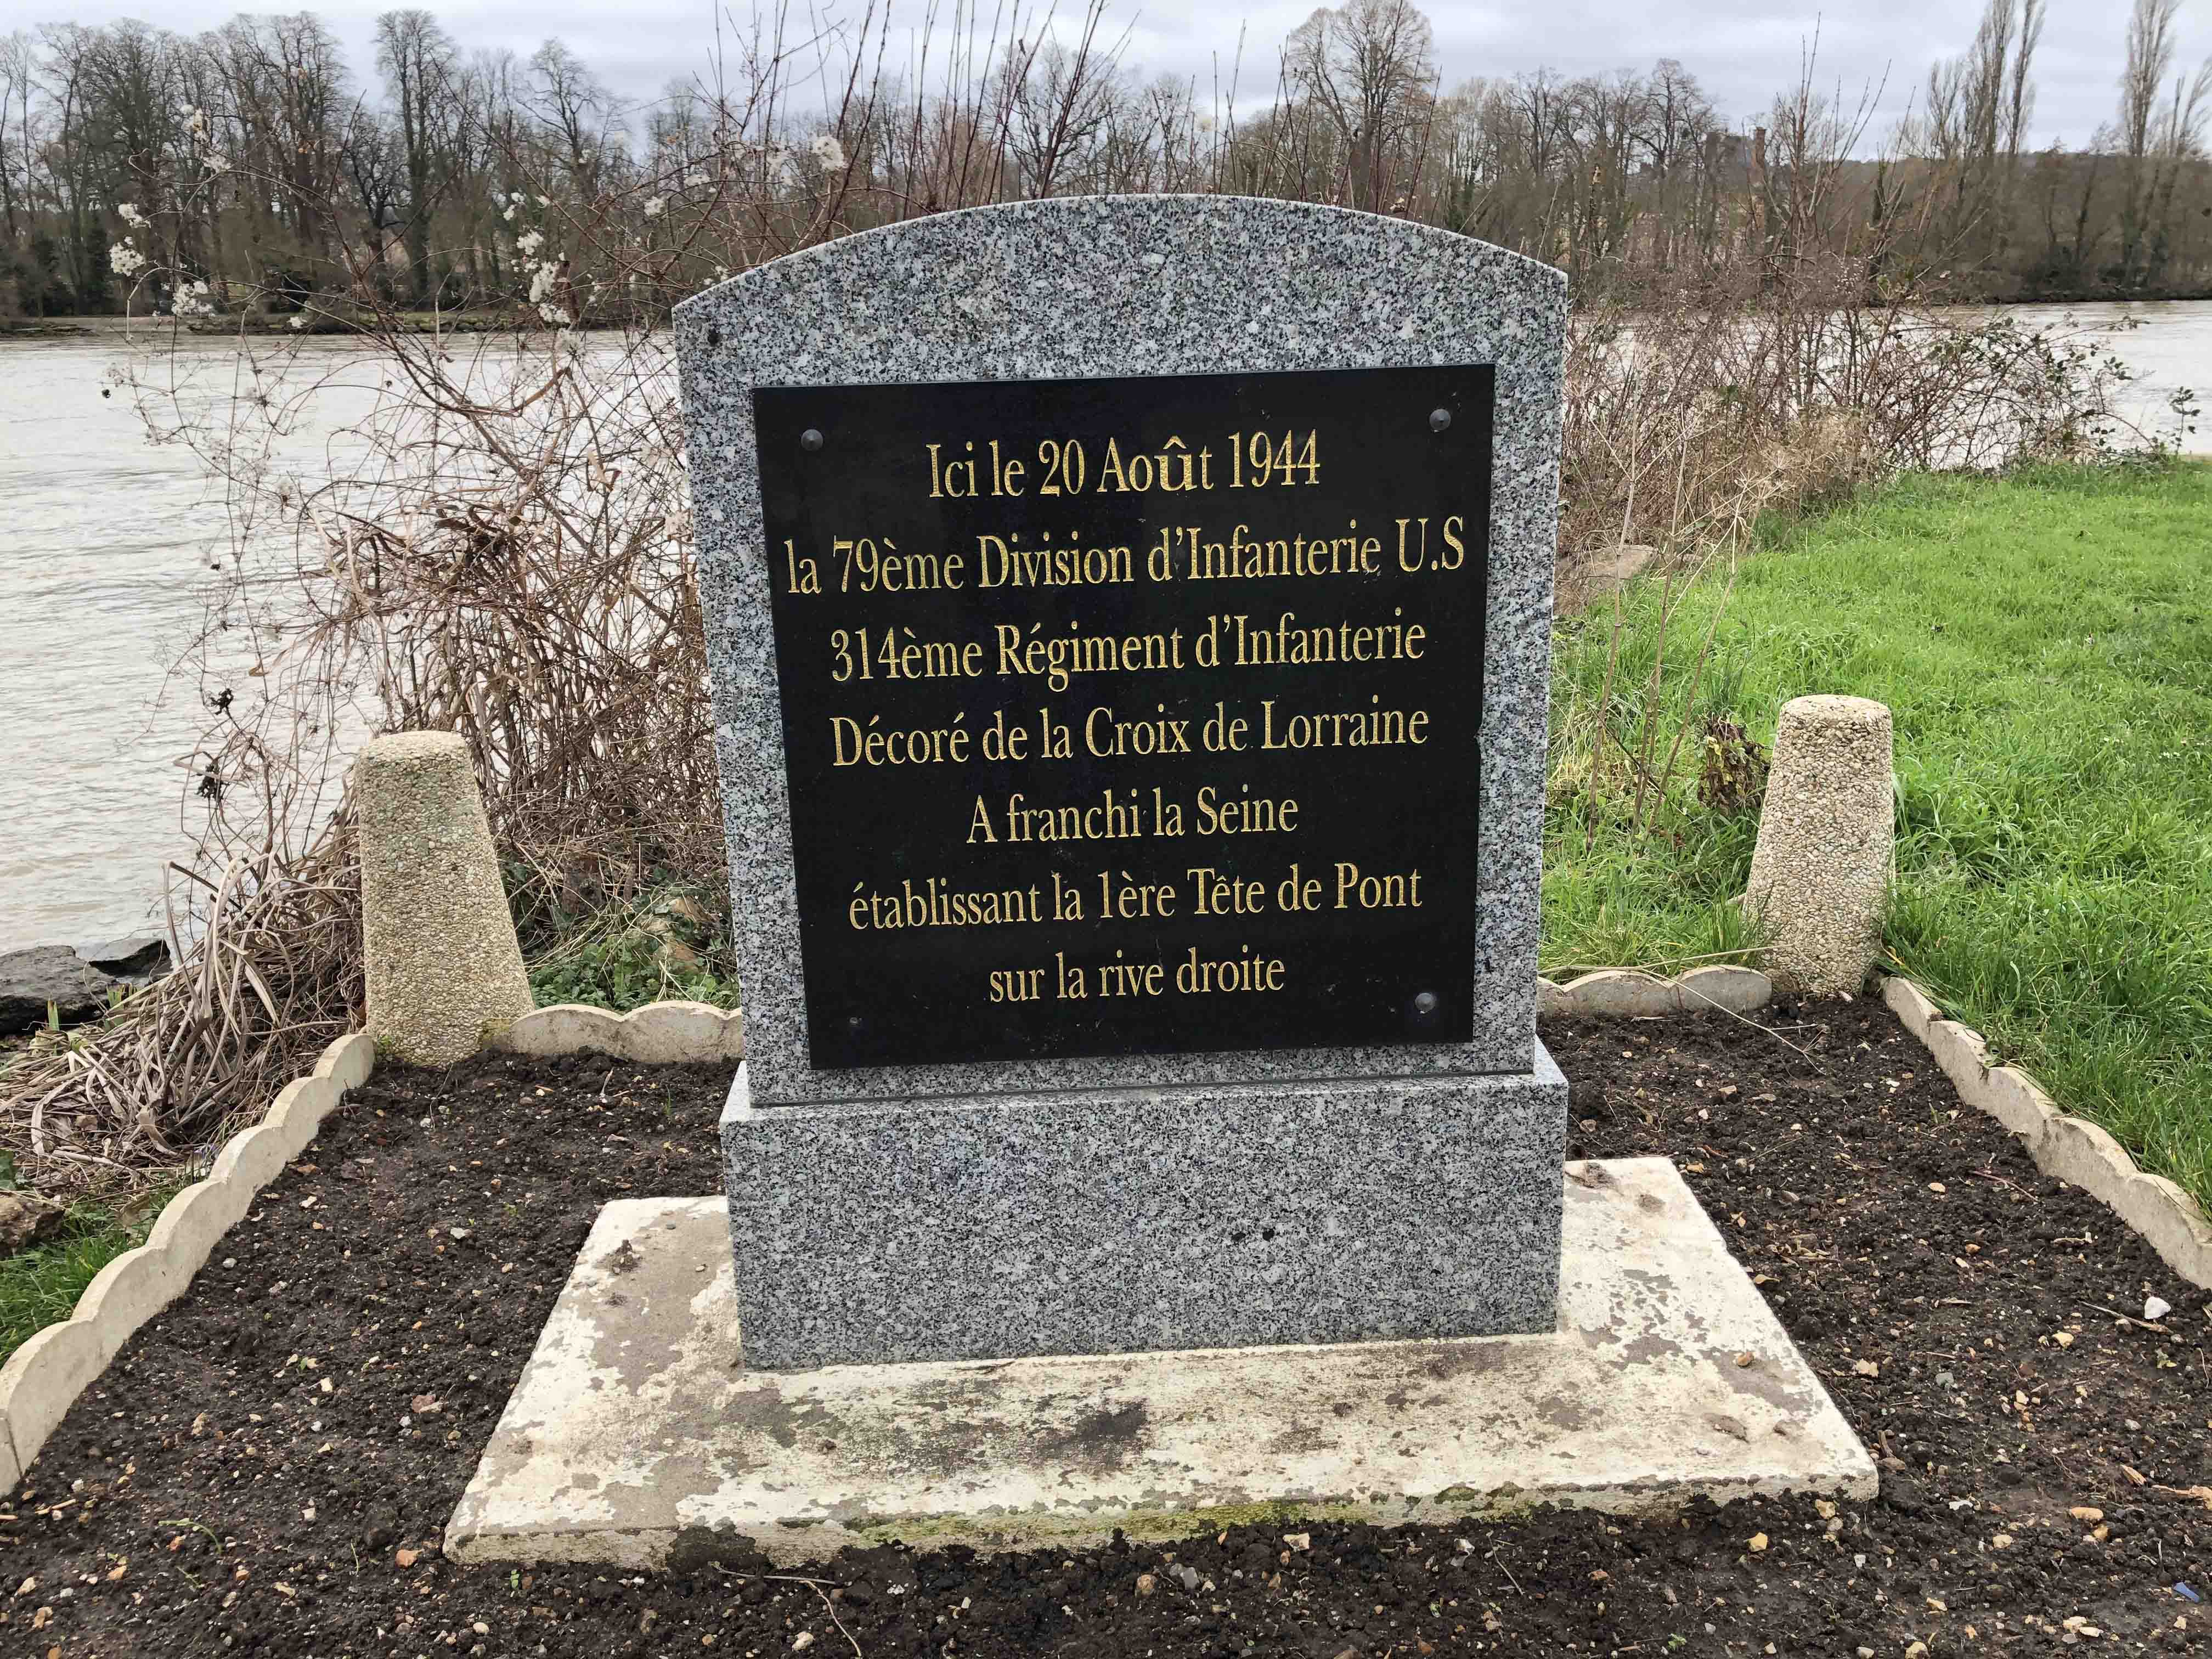 Ici le 20 Août 1944
la 79ème Division d'Infanterie U.S
314ème Régiment d'Infanterie
Décoré de la Croix de Lorraine
A franchi la Seine
établissant la 1ère Tête de Pont
sur la rive droite